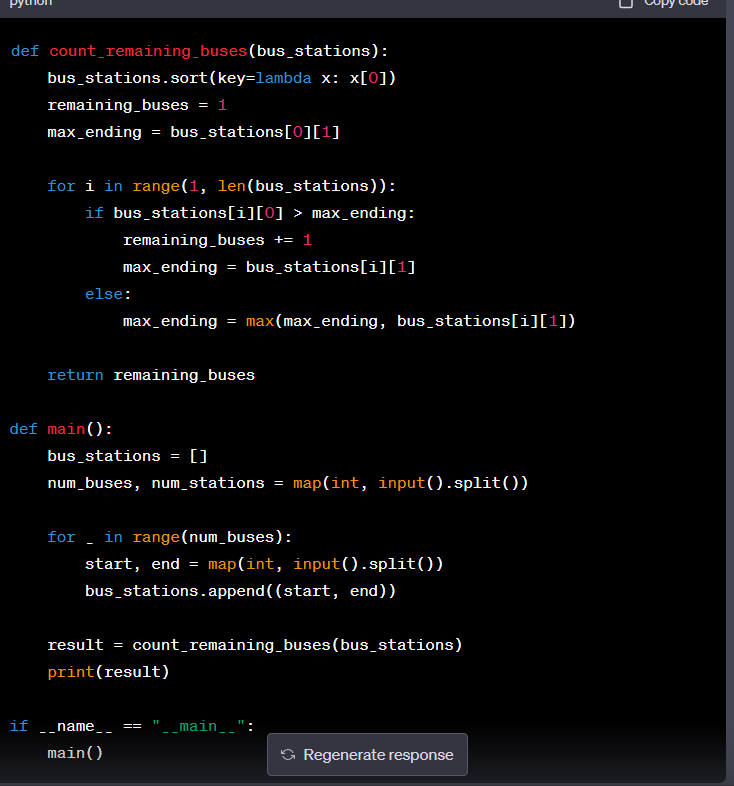 python Copy code
def count_remaining_buses(bus_stations):
    bus_stations.sort(key=lambda x: x[0])
    remaining_buses = 1
    max_ending = bus_stations[0][1]

    for i in range(1, len(bus_stations)):
        if bus_stations[i][0] > max_ending:
            remaining_buses += 1
            max_ending = bus_stations[i][1]
        else:
            max_ending = max(max_ending, bus_stations[i][1])

    return remaining_buses

def main():
    bus_stations = []
    num_buses, num_stations = map(int, input().split())

    for _ in range(num_buses):
        start, end = map(int, input().split())
        bus_stations.append((start, end))

    result = count_remaining_buses(bus_stations)
    print(result)

if __name__ == "__main__":
    main()
Regenerate response